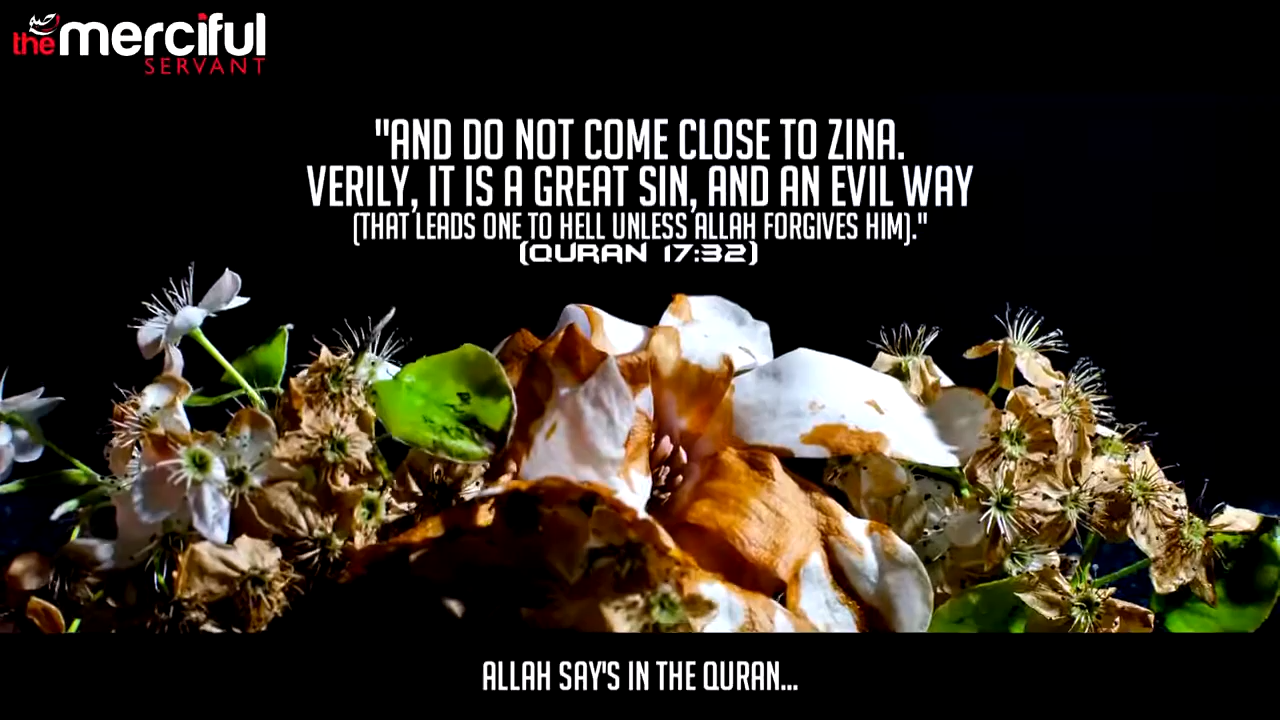 the merciful
SERVANT
"AND DO NOT COME CLOSE TO ZINA.
VERILY, IT IS A GREAT SIN, AND AN EVIL WAY
(THAT LEADS ONE TO HELL UNLESS ALLAH FORGIVES HIM)."
(QURAN 17:32)
ALLAH SAY'S IN THE QURAN...